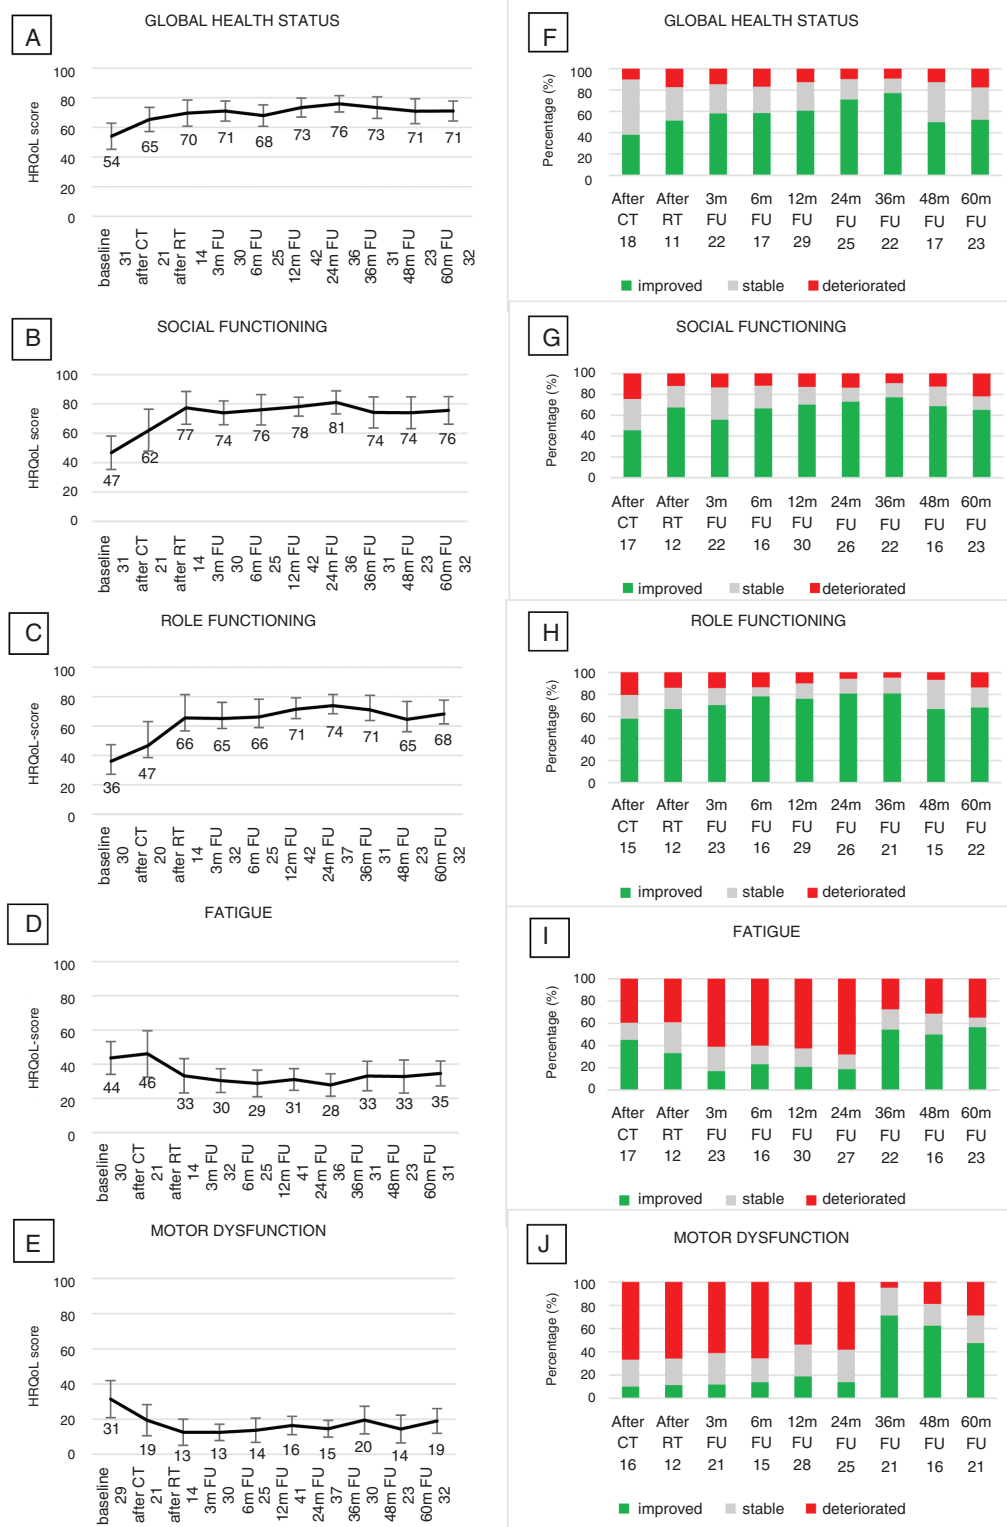 A
GLOBAL HEALTH STATUS
HRQoL score
100
80
60
40
20
0
54
65
70
71
68
73
76
73
71
71
baseline
31
after CT
21
after RT
14
3m FU
30
6m FU
25
12m FU
42
24m FU
36
36m FU
31
48m FU
23
60m FU
32
F
GLOBAL HEALTH STATUS
Percentage (%)
100
80
60
40
20
0
After After 3m 6m 12m 24m 36m 48m 60m
CT RT FU FU FU FU FU FU FU
18 11 22 17 29 25 22 17 23
improved stable deteriorated
B
SOCIAL FUNCTIONING
HRQoL score
100
80
60
40
20
0
47
62
77
74
76
78
81
74
74
76
baseline
31
after CT
21
after RT
14
3m FU
30
6m FU
25
12m FU
42
24m FU
36
36m FU
31
48m FU
23
60m FU
32
G
SOCIAL FUNCTIONING
Percentage (%)
100
80
60
40
20
0
After After 3m 6m 12m 24m 36m 48m 60m
CT RT FU FU FU FU FU FU FU
17 12 22 16 30 26 22 16 23
improved stable deteriorated
C
ROLE FUNCTIONING
HRQoL-score
100
80
60
40
20
0
36
47
66
65
66
71
74
71
65
68
baseline
30
after CT
20
after RT
14
3m FU
32
6m FU
25
12m FU
42
24m FU
37
36m FU
31
48m FU
23
60m FU
32
H
ROLE FUNCTIONING
Percentage (%)
100
80
60
40
20
0
After After 3m 6m 12m 24m 36m 48m 60m
CT RT FU FU FU FU FU FU FU
15 12 23 16 29 26 21 15 22
improved stable deteriorated
D
FATIGUE
HRQoL-score
100
80
60
40
20
0
44
46
33
30
29
31
28
33
33
35
baseline
30
after CT
21
after RT
14
3m FU
32
6m FU
25
12m FU
41
24m FU
36
36m FU
31
48m FU
23
60m FU
31
I
FATIGUE
Percentage (%)
100
80
60
40
20
0
After After 3m 6m 12m 24m 36m 48m 60m
CT RT FU FU FU FU FU FU FU
17 12 23 16 30 27 22 16 23
improved stable deteriorated
E
MOTOR DYSFUNCTION
HRQoL score
100
80
60
40
20
0
31
19
13
13
14
16
15
20
14
19
baseline
29
after CT
21
after RT
14
3m FU
30
6m FU
25
12m FU
41
24m FU
37
36m FU
30
48m FU
23
60m FU
32
J
MOTOR DYSFUNCTION
Percentage (%)
100
80
60
40
20
0
After After 3m 6m 12m 24m 36m 48m 60m
CT RT FU FU FU FU FU FU FU
16 12 21 15 28 25 21 16 21
improved stable deteriorated